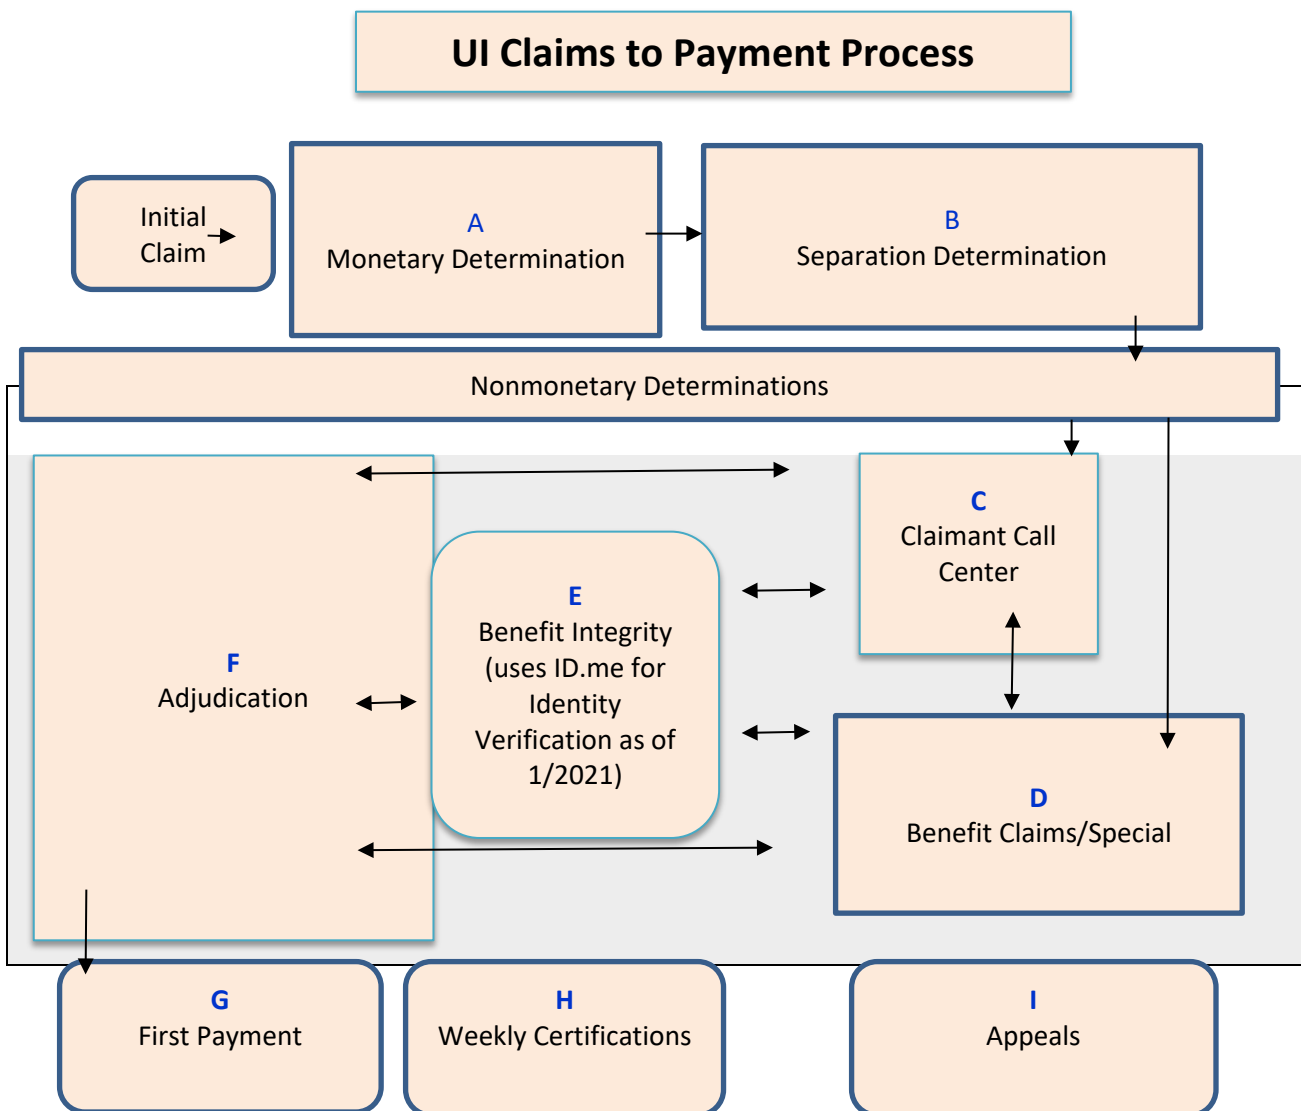 UI Claims to Payment Process
Initial
Claim
A
Monetary Determination
B
Separation Determination
Nonmonetary Determinations
C
Claimant Call
Center
E
Benefit Integrity
(uses ID.me for
Identity
Verification as of
1/2021)
F
Adjudication
D
Benefit Claims/Special
G
First Payment
H
Weekly Certifications
I
Appeals